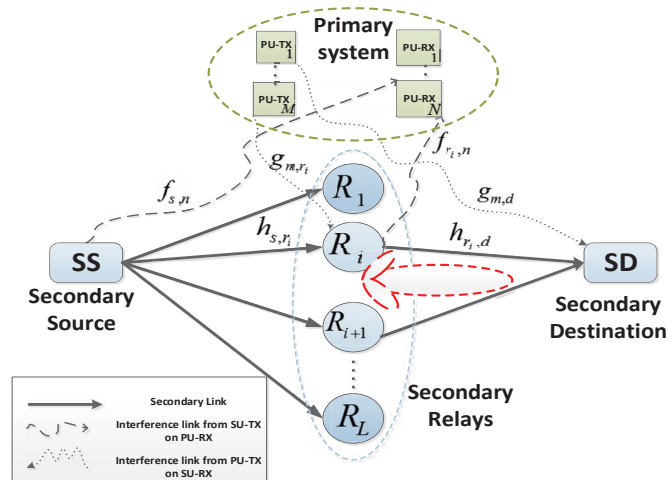 Primary
system
PU-TX
1
PU-RX
1
PU-TX
M
PU-RX
N
f_{s,n}
g_{m,r_i}
f_{r_i,n}
g_{m,d}
R_1
h_{s,r_i}
R_i
h_{r_i,d}
SS
SD
Secondary
Source
Secondary
Destination
R_{i+1}
R_L
Secondary
Relays
Secondary Link
Interference link from SU-TX
on PU-RX
Interference link from PU-TX
on SU-RX